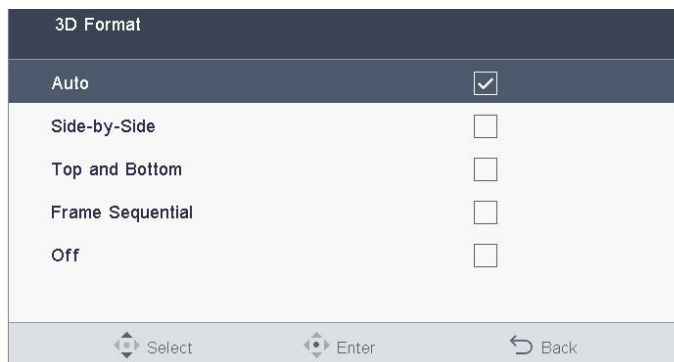 3D Format
Auto
Side-by-Side
Top and Bottom
Frame Sequential
Off
Select Enter Back